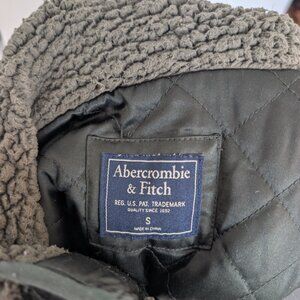 Abercrombie
& Fitch
REG. U.S. PAT. TRADEMARK
QUALITY SINCE 1892
S
MADE IN CHINA